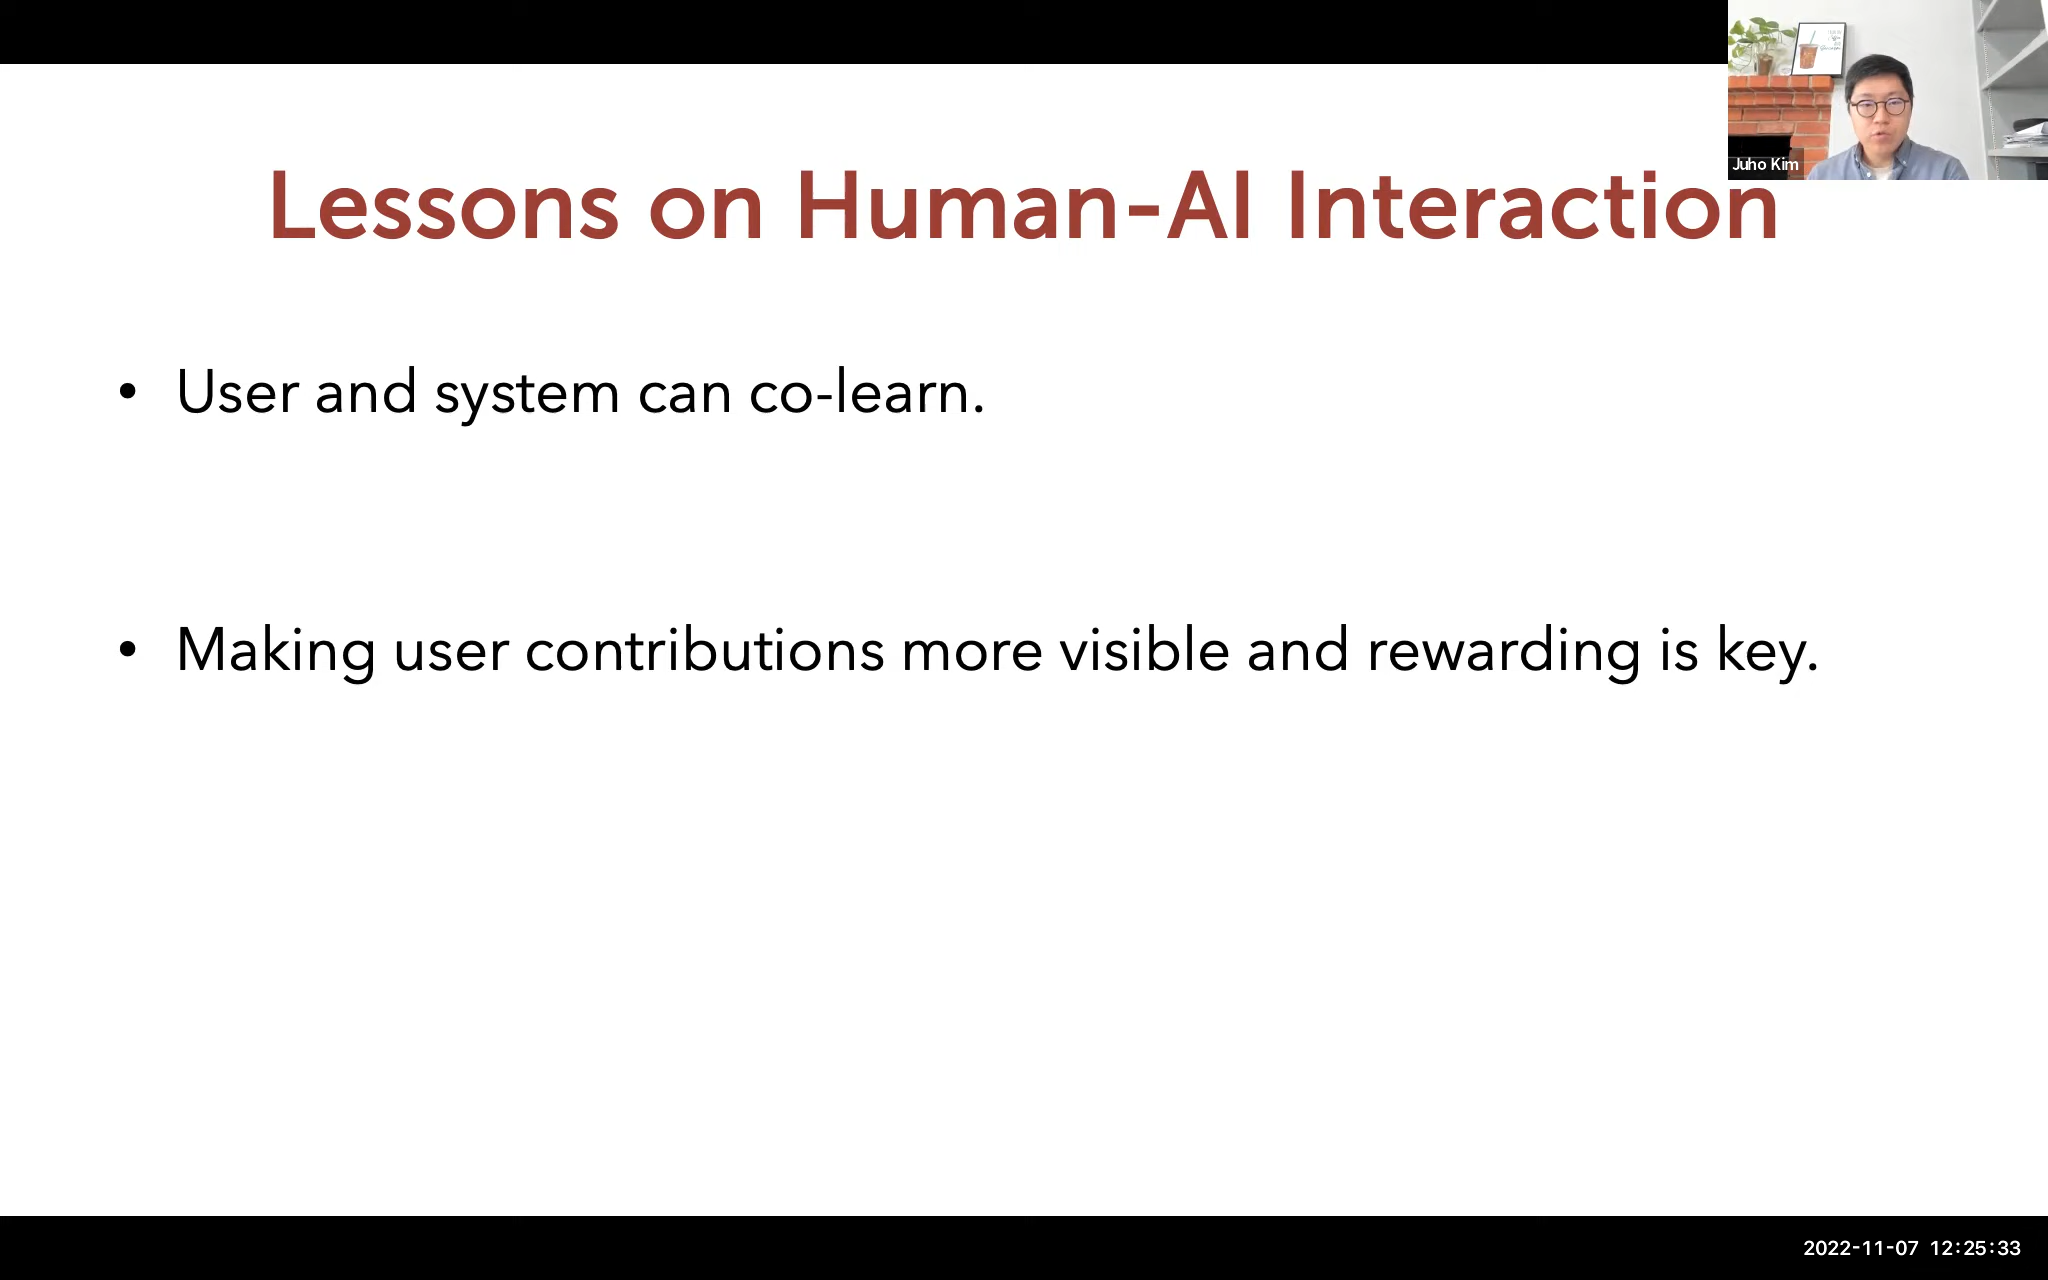 Juho Kim
Lessons on Human-AI Interaction
• User and system can co-learn.
• Making user contributions more visible and rewarding is key.
2022-11-07 12:25:33